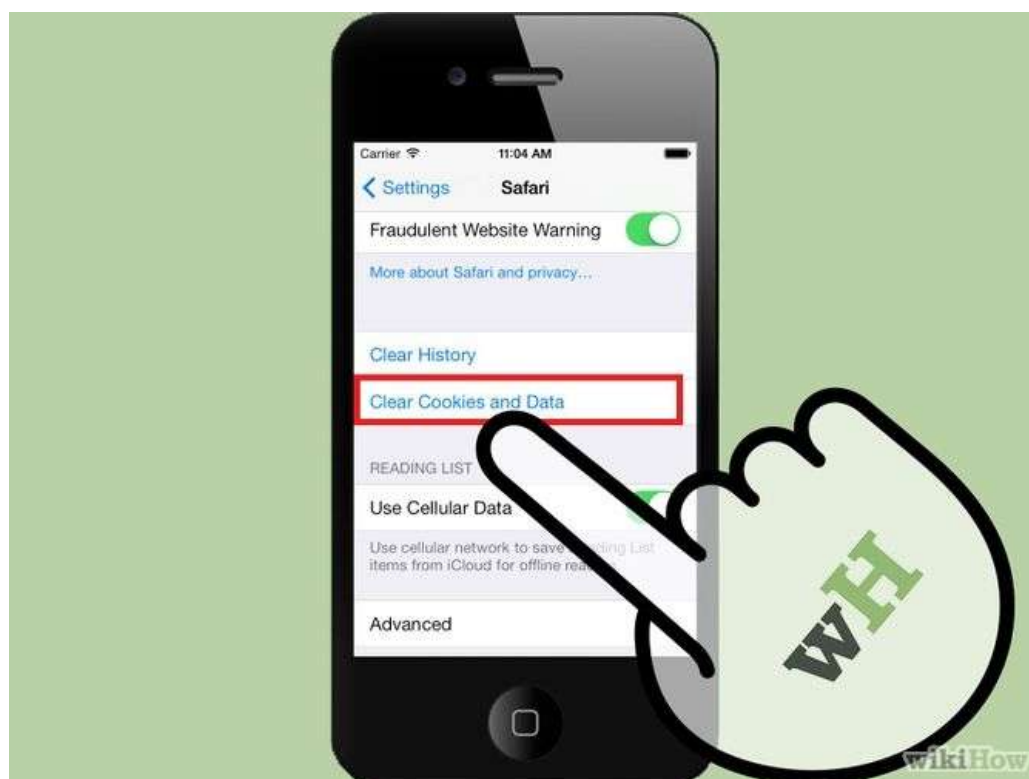 Carrier 11:04 AM
Settings Safari
Fraudulent Website Warning
More about Safari and privacy...
Clear History
Clear Cookies and Data
READING LIST
Use Cellular Data
Use cellular network to save Reading List
items from iCloud for offline
Advanced
wH
wikiHow